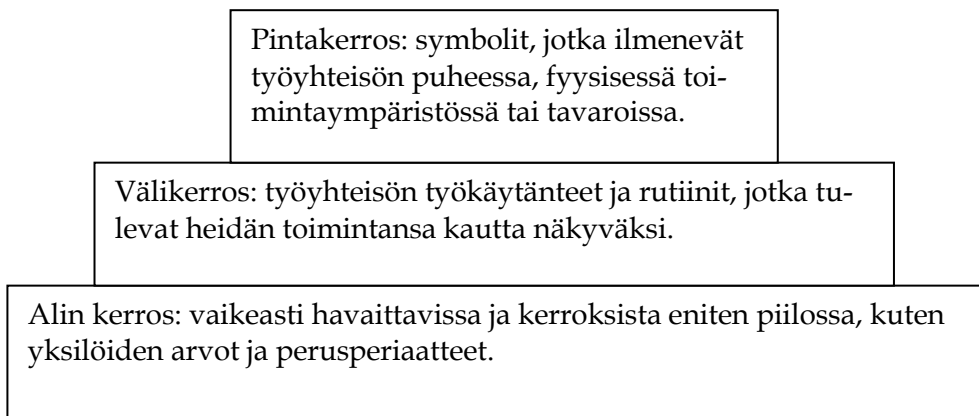 Pintakerros: symbolit, jotka ilmenevät
työyhteisön puheessa, fyysisessä toi-
mintaympäristössä tai tavaroissa.
Välikerros: työyhteisön työkäytänteet ja rutiinit, jotka tu-
levat heidän toimintansa kautta näkyväksi.
Alin kerros: vaikeasti havaittavissa ja kerroksista eniten piilossa, kuten
yksilöiden arvot ja perusperiaatteet.